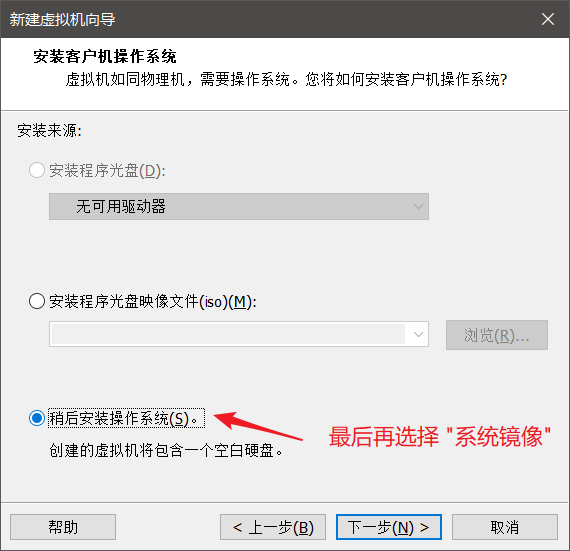 新建虚拟机向导
安装客户机操作系统
虚拟机如同物理机，需要操作系统。您将如何安装客户机操作系统?
安装来源:
安装程序光盘(D):
无可用驱动器
安装程序光盘映像文件(iso)(M):
浏览(R)...
稍后安装操作系统(S)。
最后再选择 "系统镜像"
创建的虚拟机将包含一个空白硬盘。
帮助
< 上一步(B)
下一步(N) >
取消